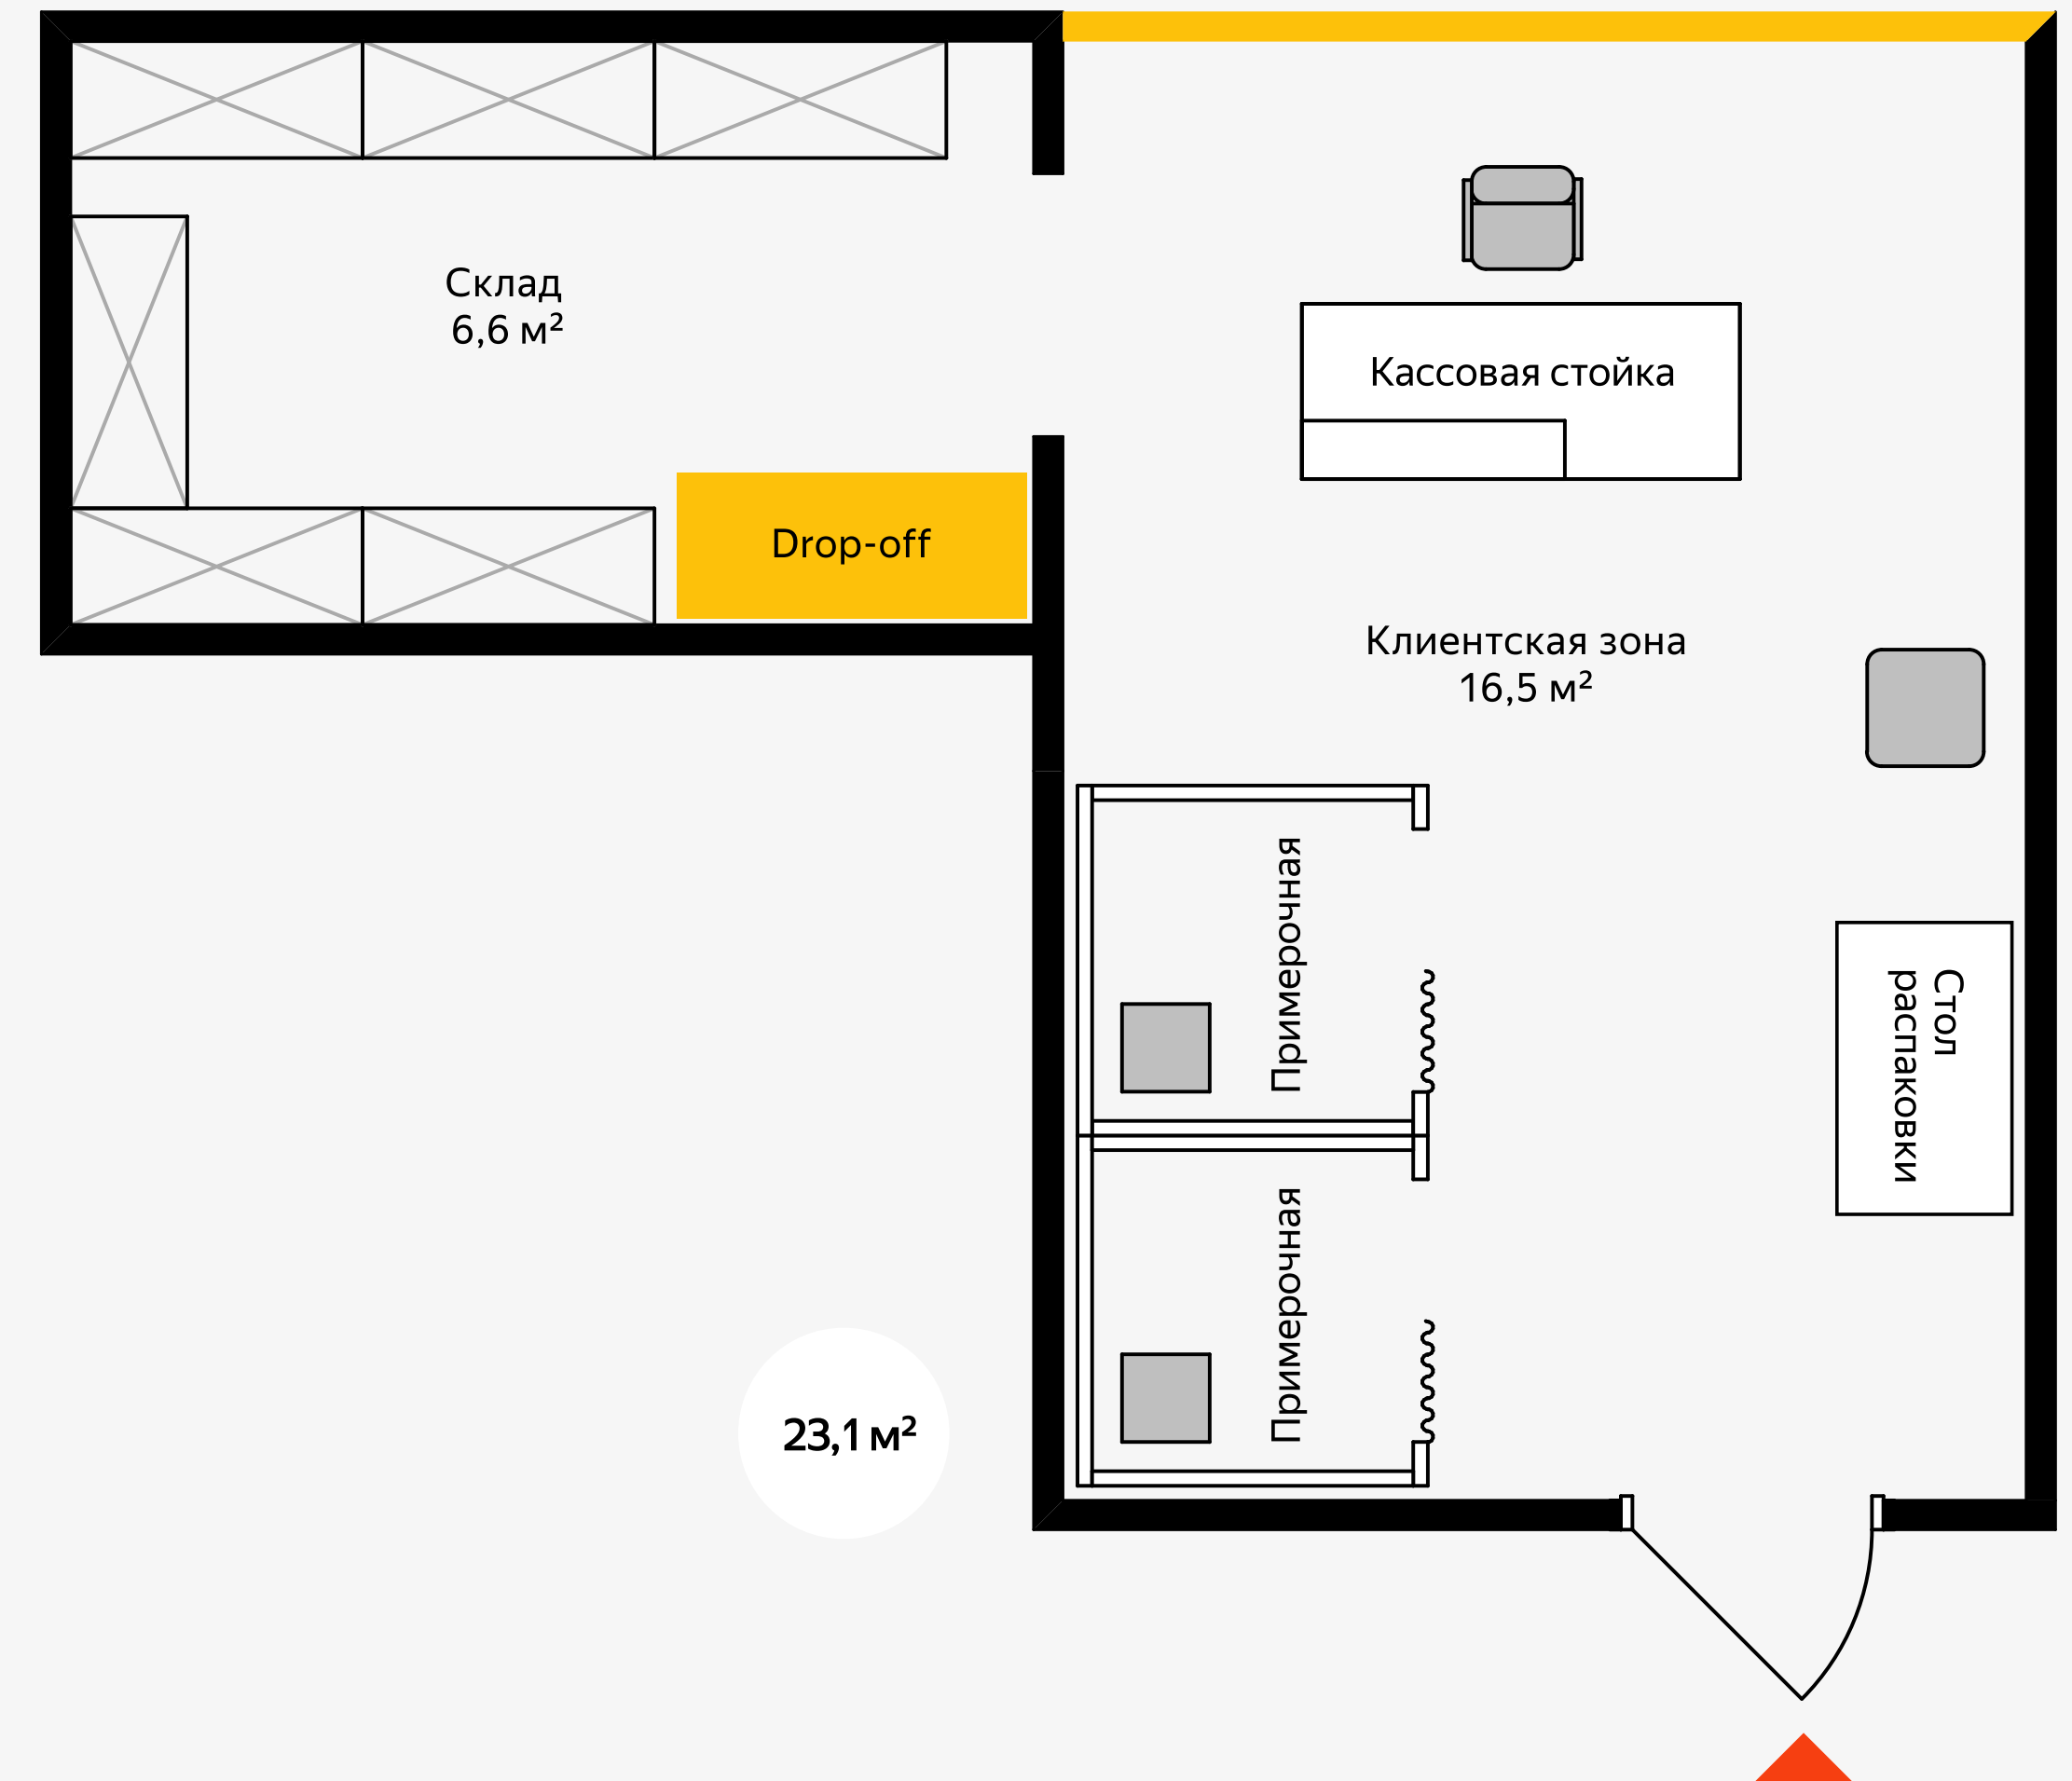 Склад
6,6 м²
Кассовая стойка
Drop-off
Клиентская зона
16,5 м²
Примерочная
Стол
распаковки
Примерочная
23,1 м²